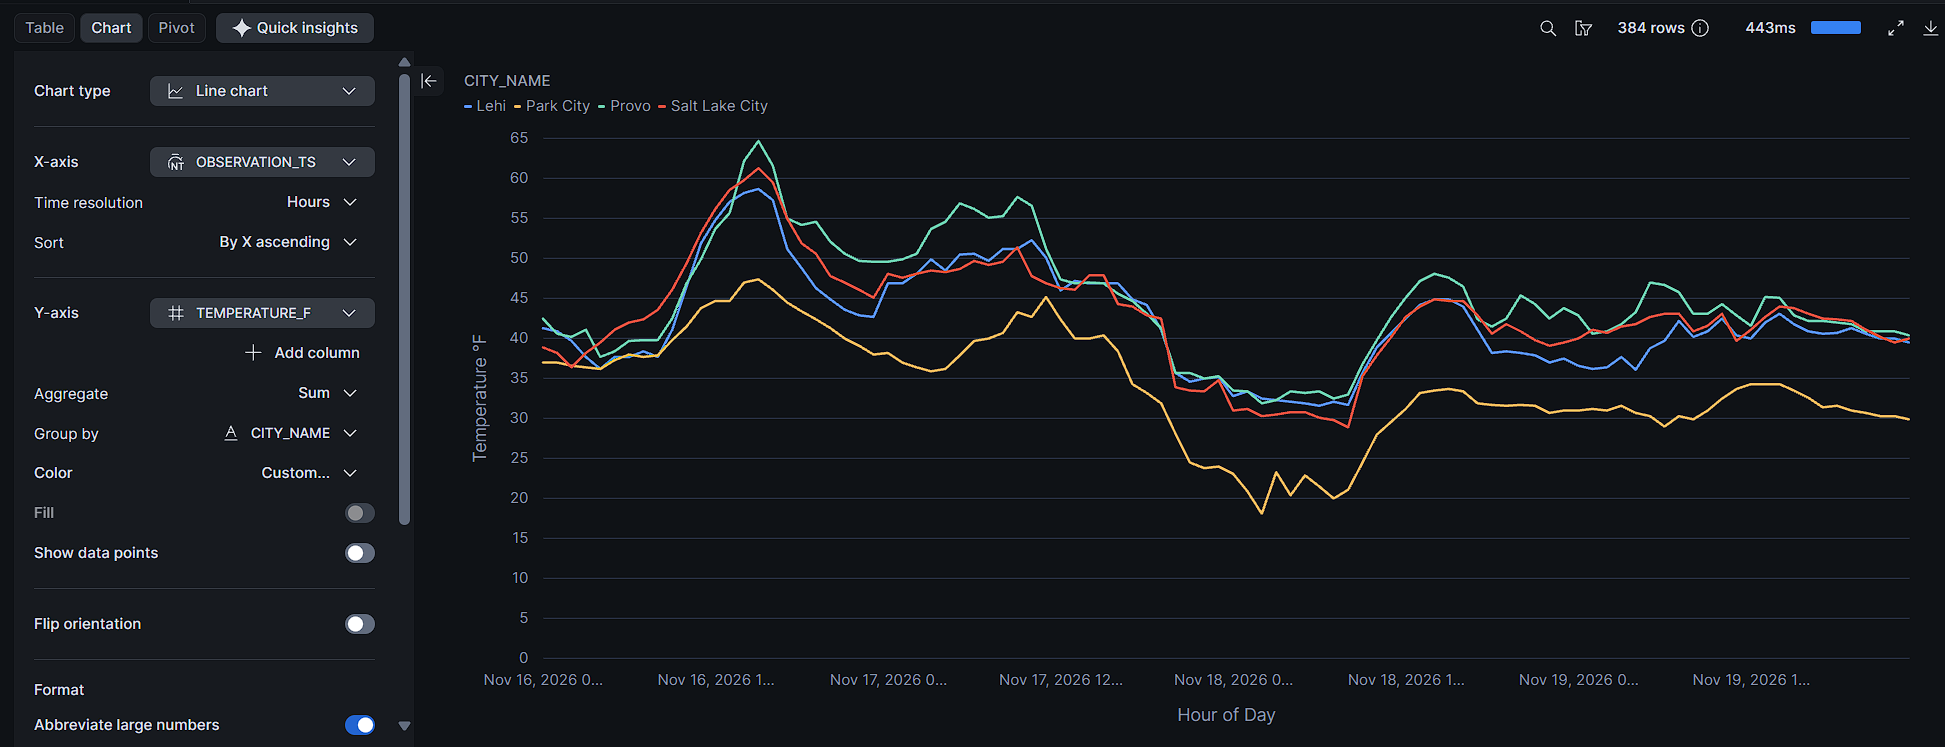 Table Chart Pivot Quick insights 384 rows 443ms
Chart type Line chart
X-axis OBSERVATION_TS
Time resolution Hours
Sort By X ascending
Y-axis TEMPERATURE_F
Add column
Aggregate Sum
Group by CITY_NAME
Color Custom...
Fill
Show data points
Flip orientation
Format
Abbreviate large numbers
CITY_NAME
Lehi Park City Provo Salt Lake City
65
60
55
50
45
40
35
30
25
20
15
10
5
0
Temperature °F
Nov 16, 2026 0... Nov 16, 2026 1... Nov 17, 2026 0... Nov 17, 2026 12... Nov 18, 2026 0... Nov 18, 2026 1... Nov 19, 2026 0... Nov 19, 2026 1...
Hour of Day